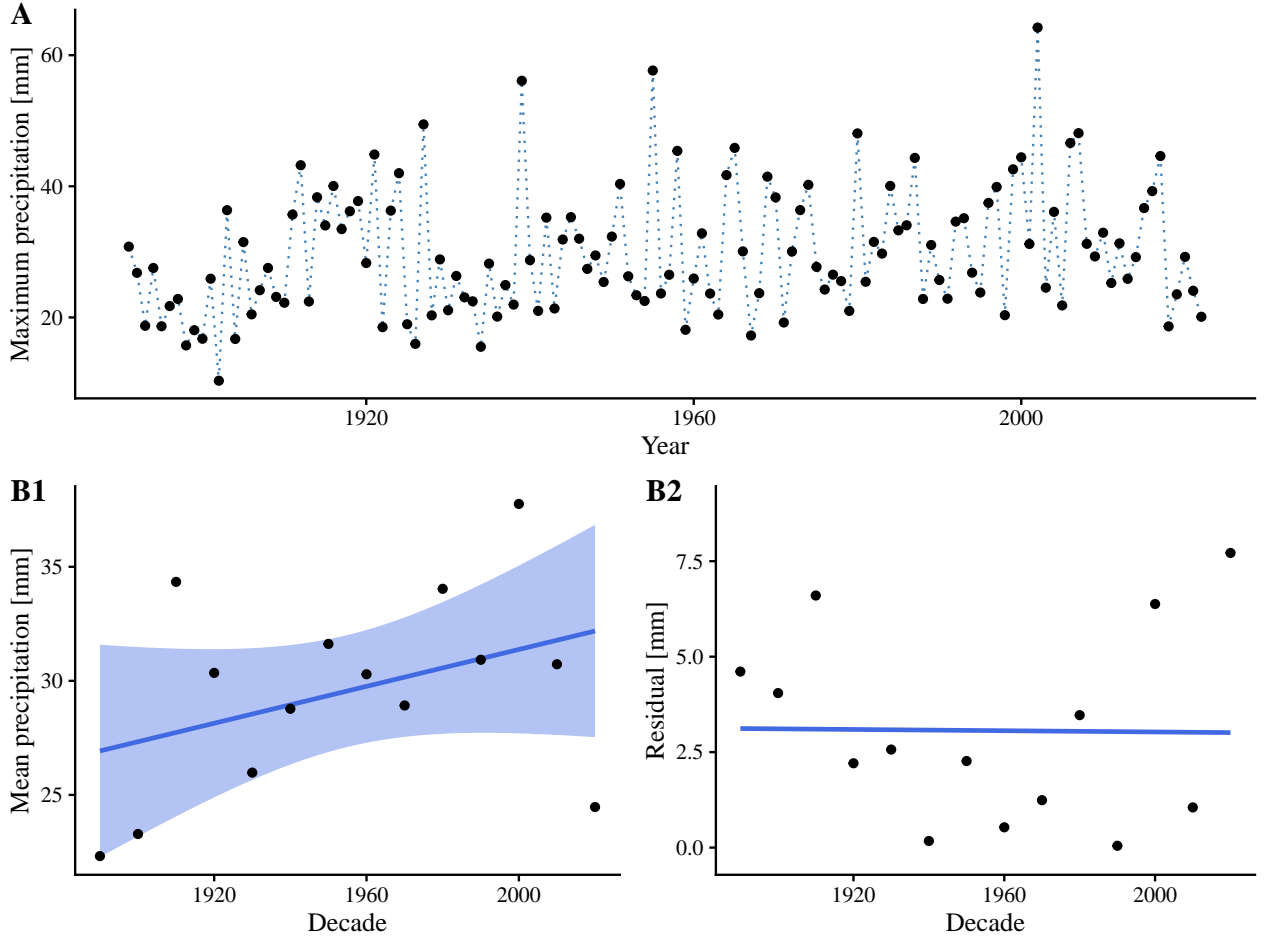 A
Maximum precipitation [mm]
60
40
20
1920
1960
2000
Year
B1
Mean precipitation [mm]
35
30
25
1920
1960
2000
Decade
B2
Residual [mm]
7.5
5.0
2.5
0.0
1920
1960
2000
Decade